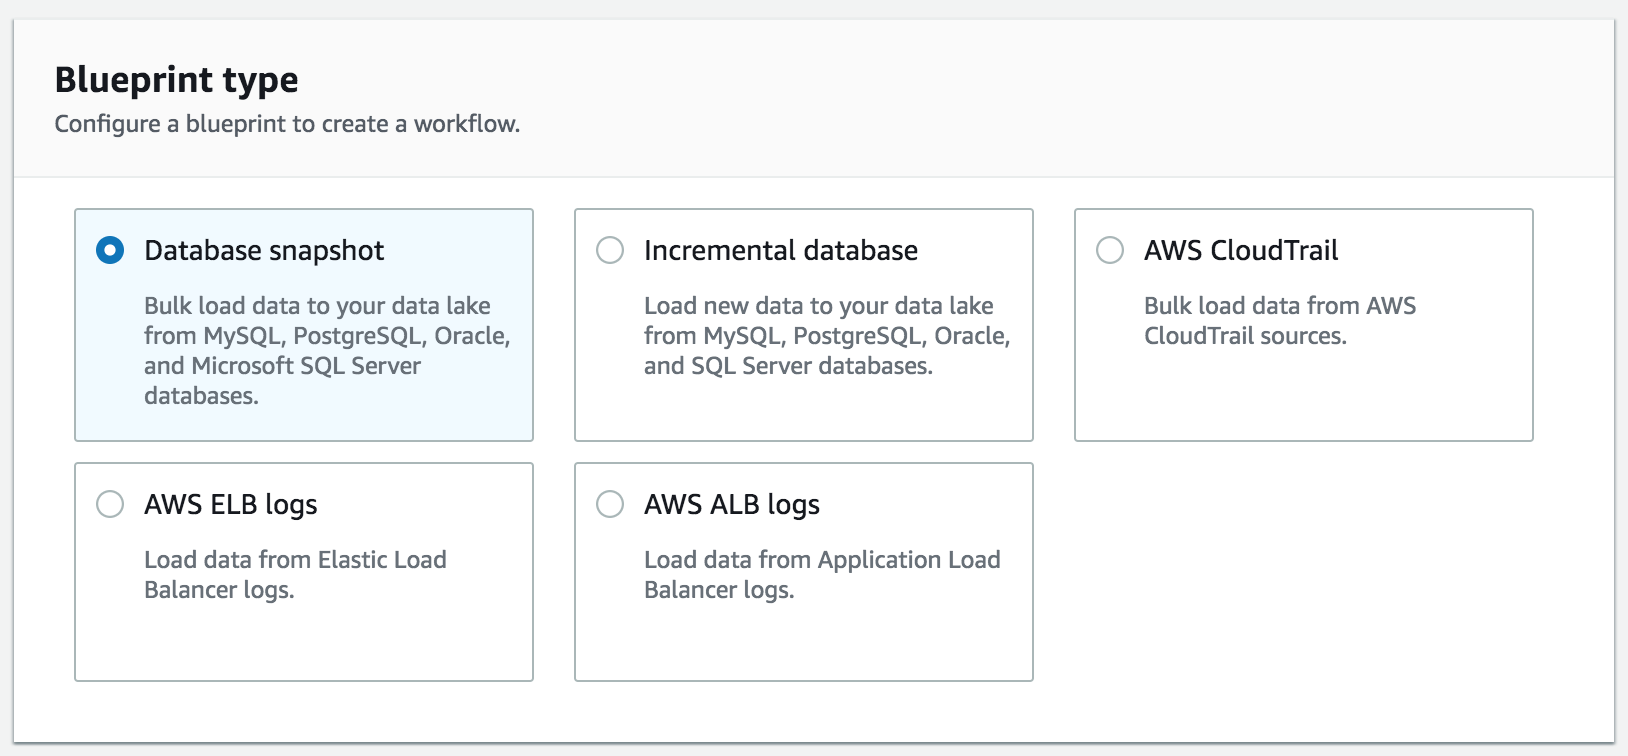 Blueprint type
Configure a blueprint to create a workflow.
Database snapshot
Bulk load data to your data lake
from MySQL, PostgreSQL, Oracle,
and Microsoft SQL Server
databases.
Incremental database
Load new data to your data lake
from MySQL, PostgreSQL, Oracle,
and SQL Server databases.
AWS CloudTrail
Bulk load data from AWS
CloudTrail sources.
AWS ELB logs
Load data from Elastic Load
Balancer logs.
AWS ALB logs
Load data from Application Load
Balancer logs.